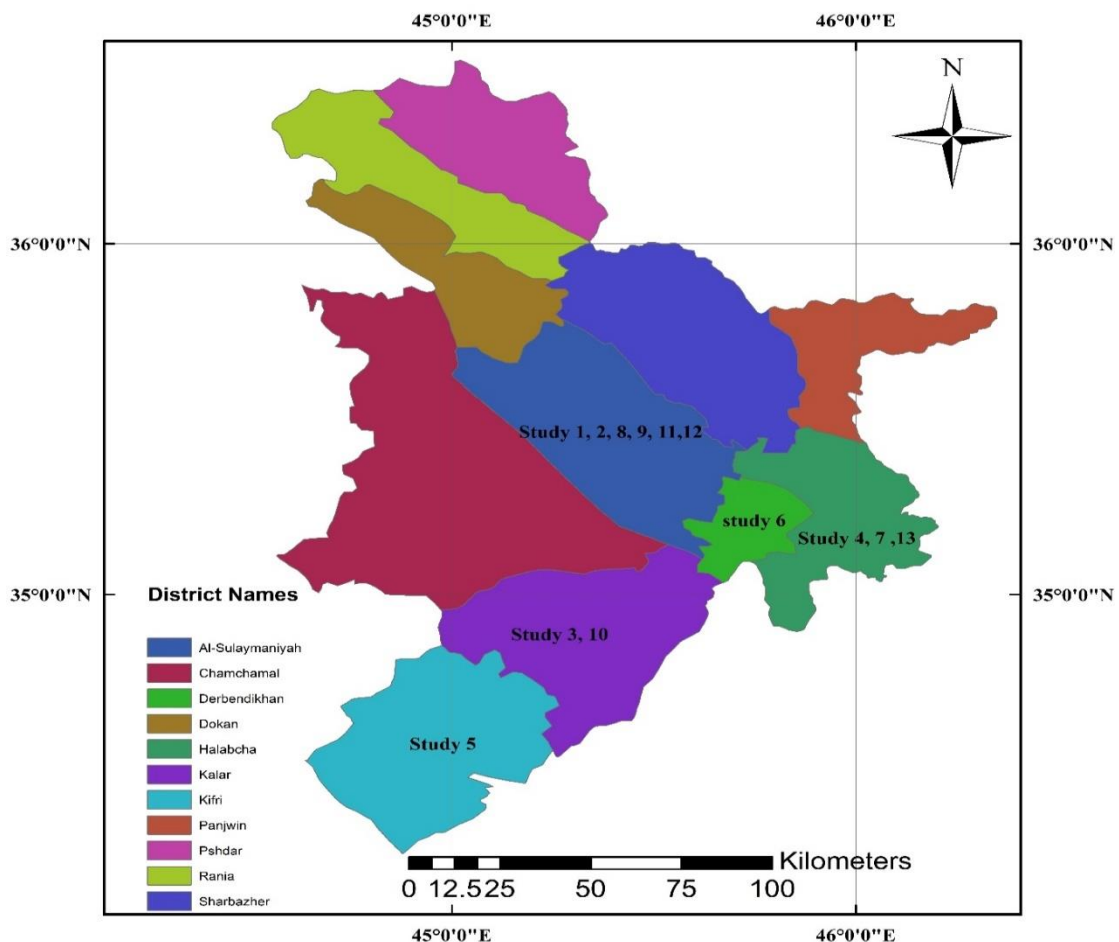 45°0'0"E 46°0'0"E
N
36°0'0"N 36°0'0"N
Study 1, 2, 8, 9, 11,12
study 6
Study 4, 7 ,13
35°0'0"N 35°0'0"N
District Names
Study 3, 10
Al-Sulaymaniyah
Chamchamal
Derbendikhan
Dokan
Halabcha
Kalar
Kifri
Panjwin
Pshdar
Rania
Sharbazher
Study 5
Kilometers
0 12.525 50 75 100
45°0'0"E 46°0'0"E